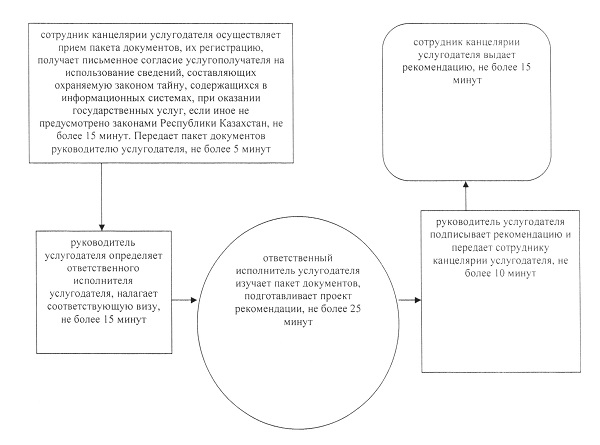 сотрудник канцелярии услугодателя осуществляет
прием пакета документов, их регистрацию,
получает письменное согласие услугополучателя на
использование сведений, составляющих
охраняемую законом тайну, содержащихся в
информационных системах, при оказании
государственных услуг, если иное не
предусмотрено законами Республики Казахстан, не
более 15 минут. Передает пакет документов
руководителю услугодателя, не более 5 минут
руководитель
услугодателя определяет
ответственного
исполнителя
услугодателя, налагает
соответствующую визу,
не более 15 минут
ответственный
исполнитель услугодателя
изучает пакет документов,
подготавливает проект
рекомендации, не более 25
минут
руководитель услугодателя
подписывает рекомендацию и
передает сотруднику
канцелярии услугодателя, не
более 10 минут
сотрудник канцелярии
услугодателя выдает
рекомендацию, не более 15
минут